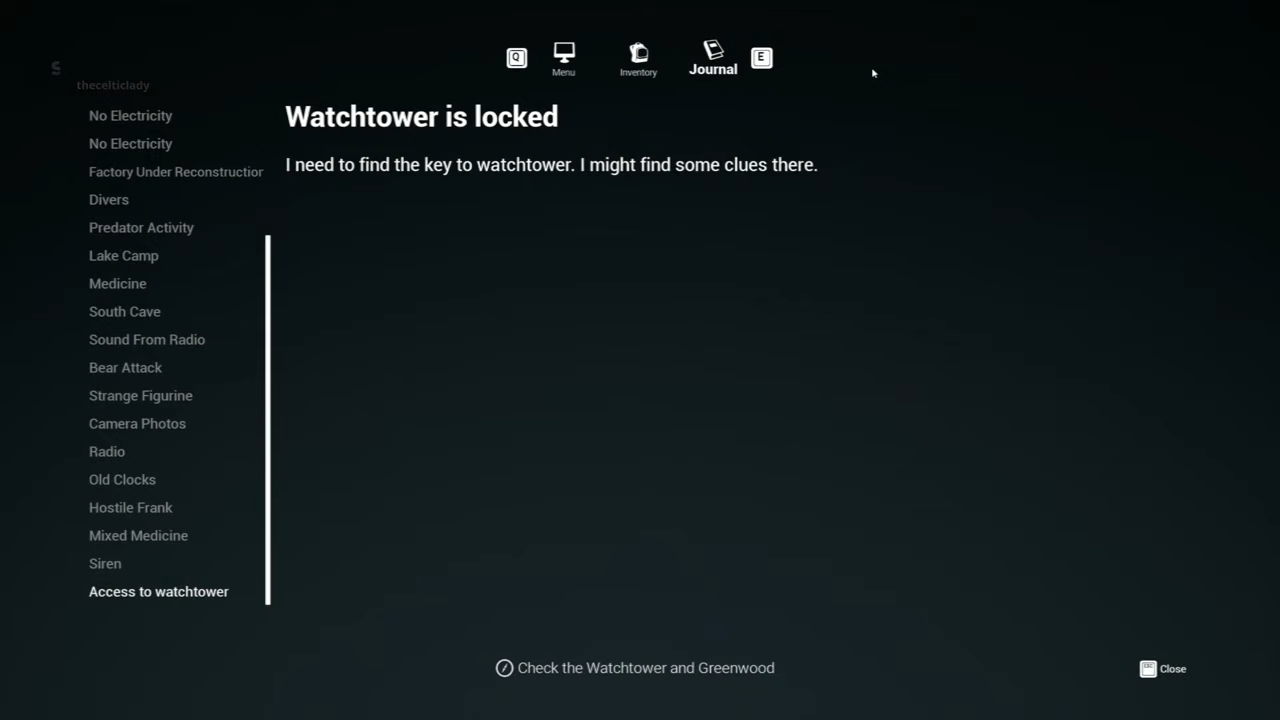 Q
Menu
Inventory
Journal
E
S
thecelticlady
No Electricity
No Electricity
Factory Under Reconstruction
Divers
Predator Activity
Lake Camp
Medicine
South Cave
Sound From Radio
Bear Attack
Strange Figurine
Camera Photos
Radio
Old Clocks
Hostile Frank
Mixed Medicine
Siren
Access to watchtower
Watchtower is locked
I need to find the key to watchtower. I might find some clues there.
Check the Watchtower and Greenwood
Close